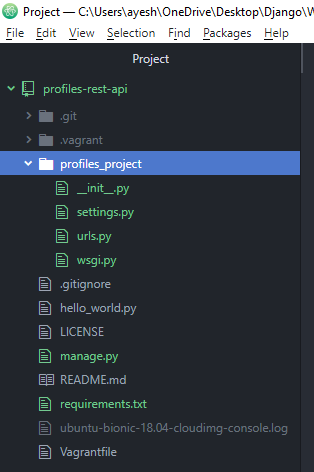 Project — C:\Users\ayesh\OneDrive\Desktop\Django\W
File Edit View Selection Find Packages Help
Project
profiles-rest-api
.git
.vagrant
profiles_project
__init__.py
settings.py
urls.py
wsgi.py
.gitignore
hello_world.py
LICENSE
manage.py
README.md
requirements.txt
ubuntu-bionic-18.04-cloudimg-console.log
Vagrantfile